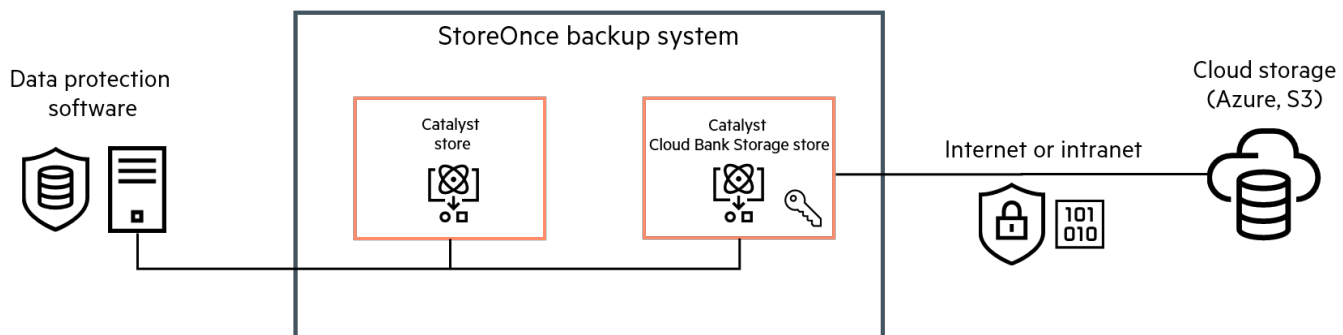 StoreOnce backup system
Data protection
software
Catalyst
store
Catalyst
Cloud Bank Storage store
Internet or intranet
101
010
Cloud storage
(Azure, S3)